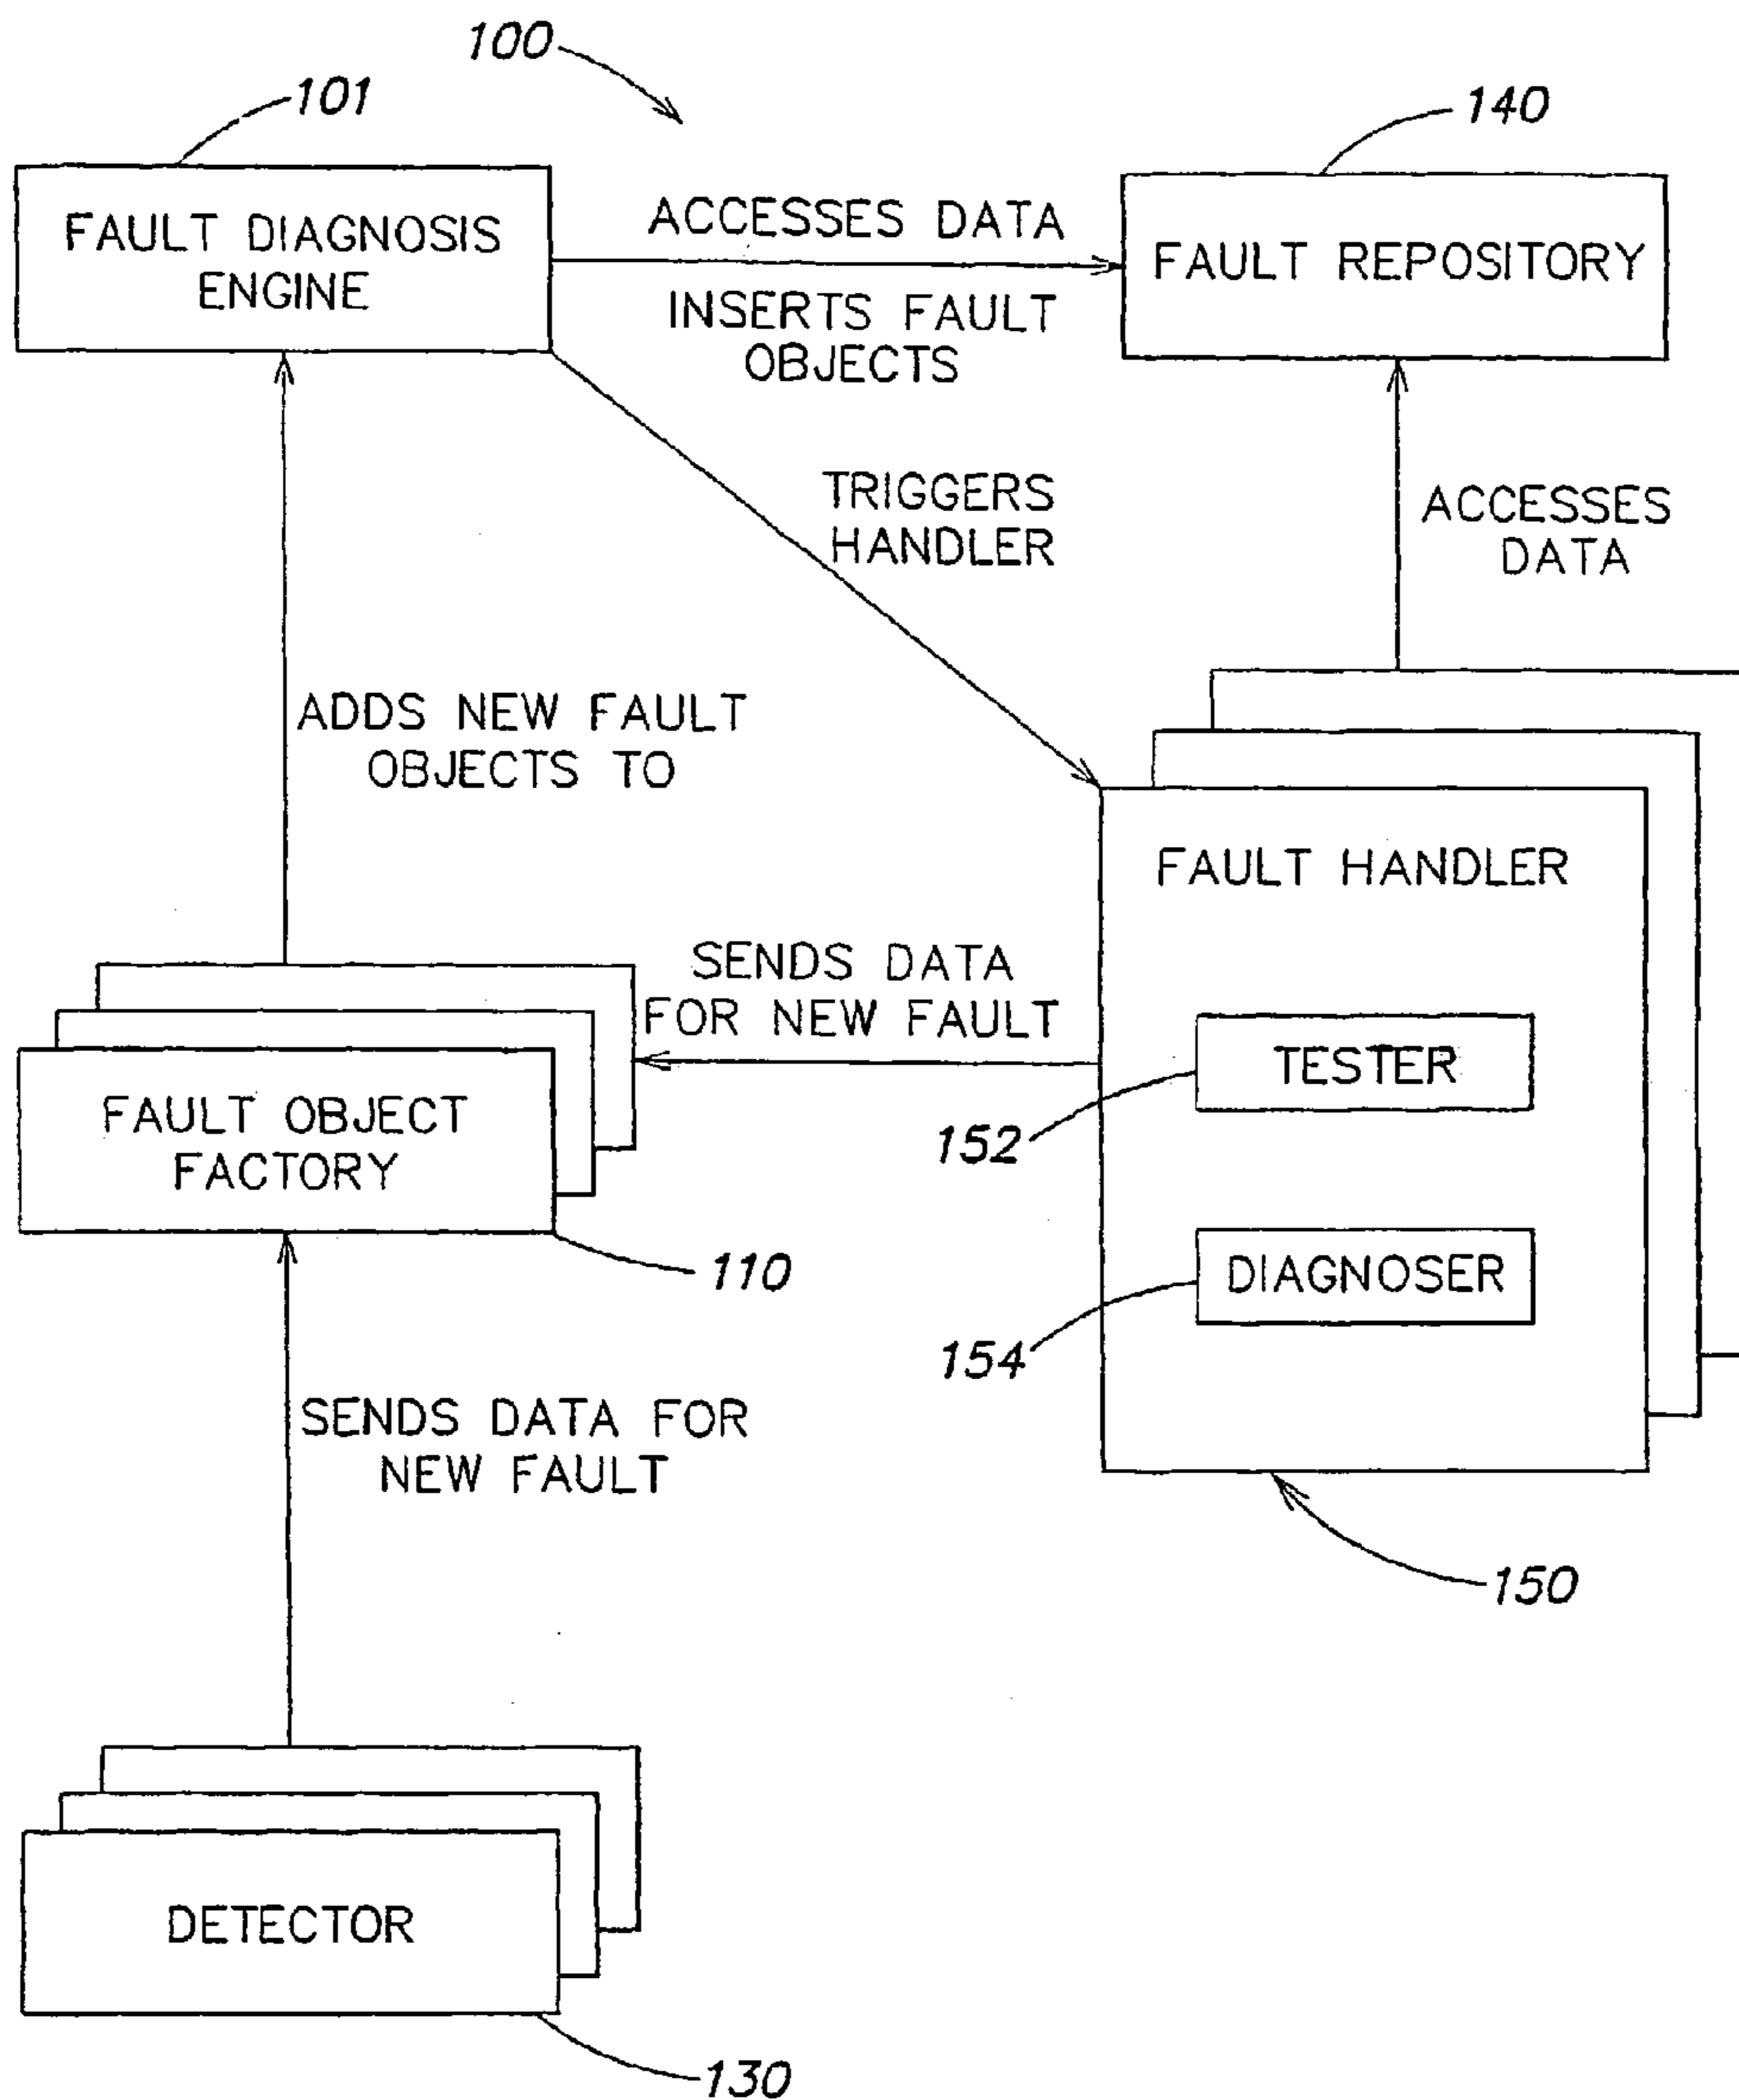 100
101
140
FAULT DIAGNOSIS
ENGINE
ACCESSES DATA
INSERTS FAULT
OBJECTS
FAULT REPOSITORY
TRIGGERS
HANDLER
ACCESSES
DATA
ADDS NEW FAULT
OBJECTS TO
FAULT HANDLER
SENDS DATA
FOR NEW FAULT
TESTER
152
FAULT OBJECT
FACTORY
110
DIAGNOSER
154
SENDS DATA FOR
NEW FAULT
150
DETECTOR
130